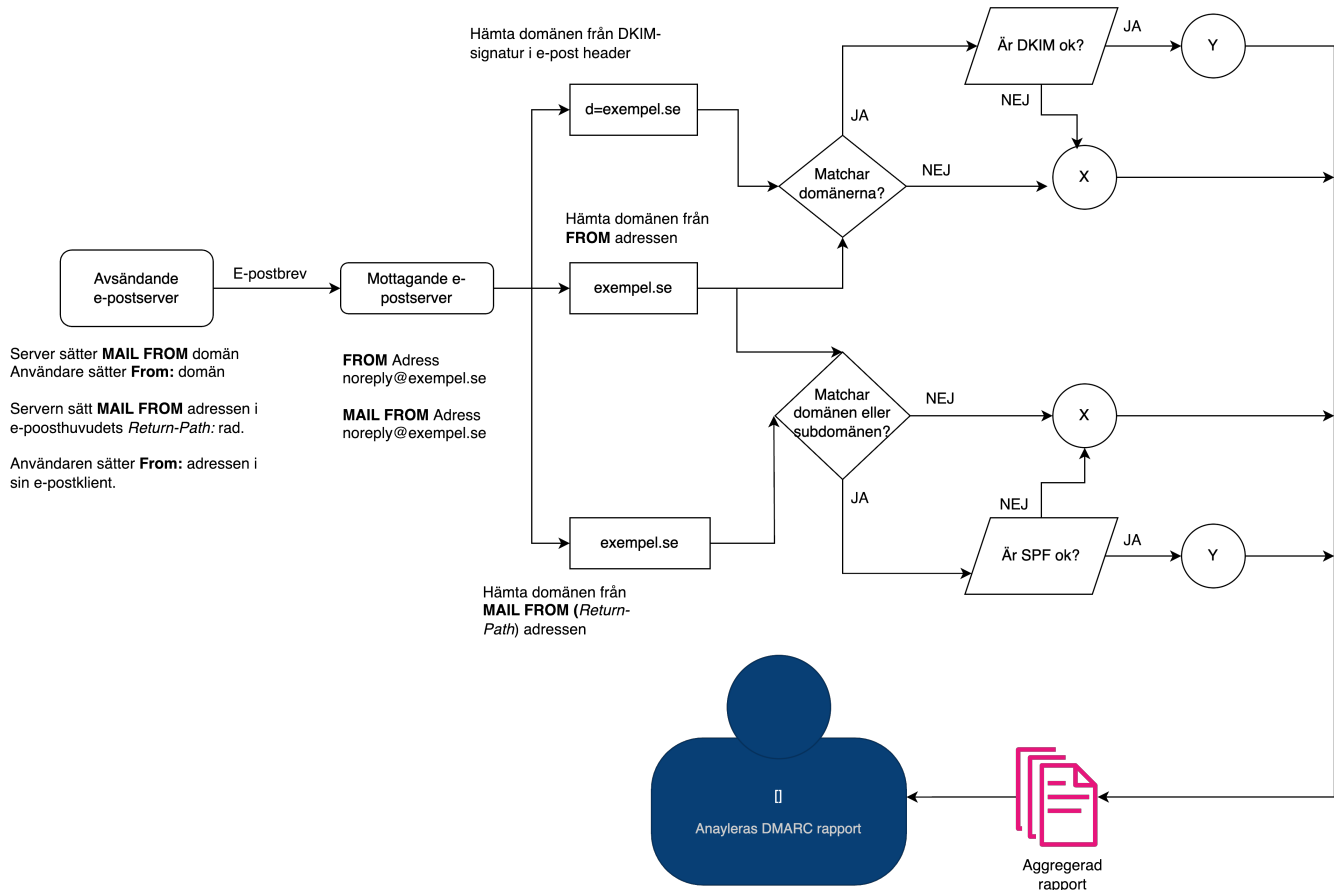 Hämta domänen från DKIM-
signatur i e-post header
d=exempel.se
Är DKIM ok?
JA
Y
NEJ
JA
Matchar
domänerna?
NEJ
X
Hämta domänen från
FROM adressen
exempel.se
Avsändande
e-postserver
E-postbrev
Mottagande e-
postserver
Server sätter MAIL FROM domän
Användare sätter From: domän
Servern sätt MAIL FROM adressen i
e-poosthuvudets Return-Path: rad.
Användaren sätter From: adressen i
sin e-postklient.
FROM Adress
noreply@exempel.se
MAIL FROM Adress
noreply@exempel.se
Matchar
domänen eller
subdomänen?
NEJ
X
JA
NEJ
Är SPF ok?
JA
Y
exempel.se
Hämta domänen från
MAIL FROM (Return-
Path) adressen
[]
Anayleras DMARC rapport
Aggregerad
rapport